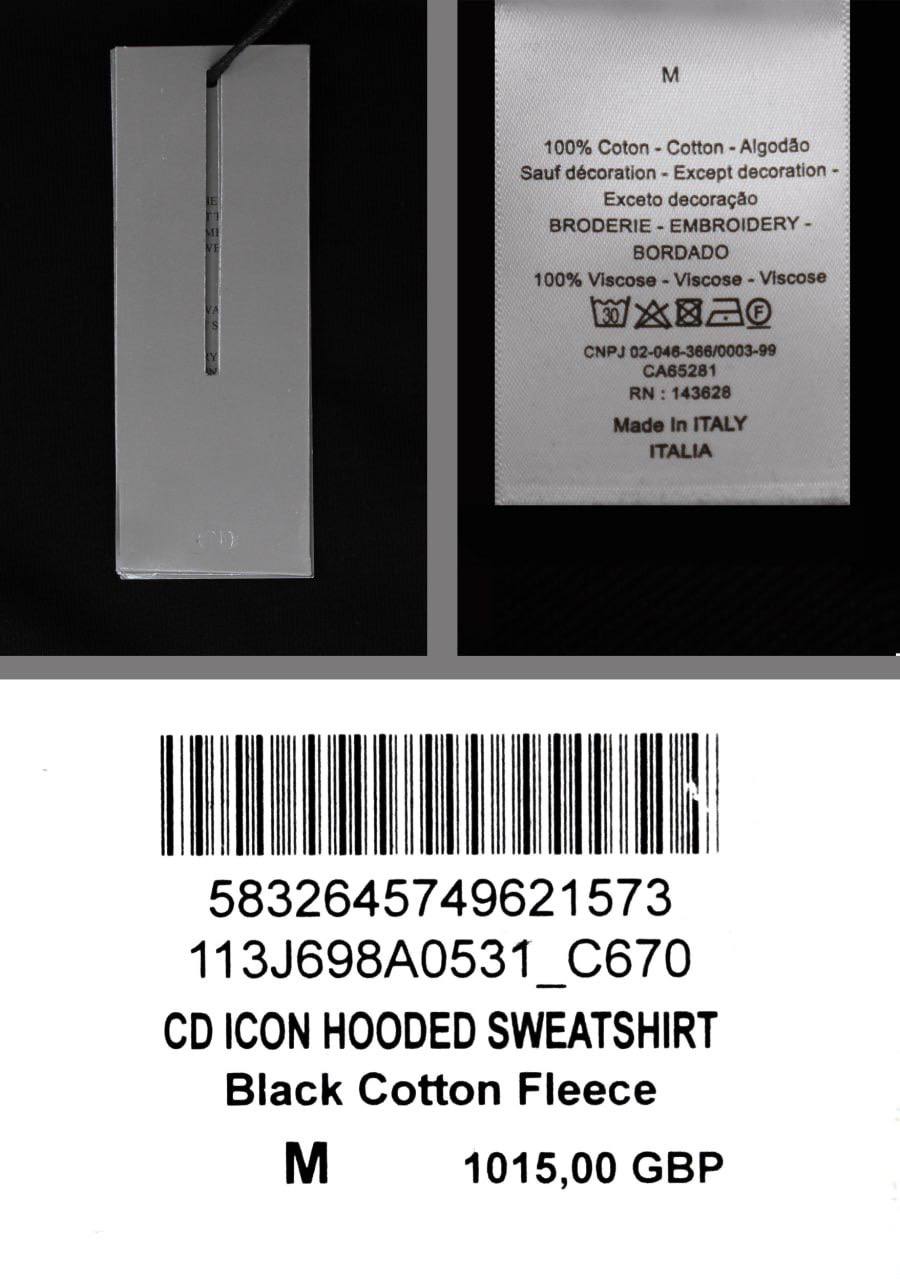 CD
M
100% Coton - Cotton - Algodão
Sauf décoration - Except decoration -
Exceto decoração
BRODERIE - EMBROIDERY -
BORDADO
100% Viscose - Viscose - Viscose
30
F
CNPJ 02-046-366/0003-99
CA65281
RN : 143628
Made In ITALY
ITALIA
5832645749621573
113J698A0531_C670
CD ICON HOODED SWEATSHIRT
Black Cotton Fleece
M 1015,00 GBP